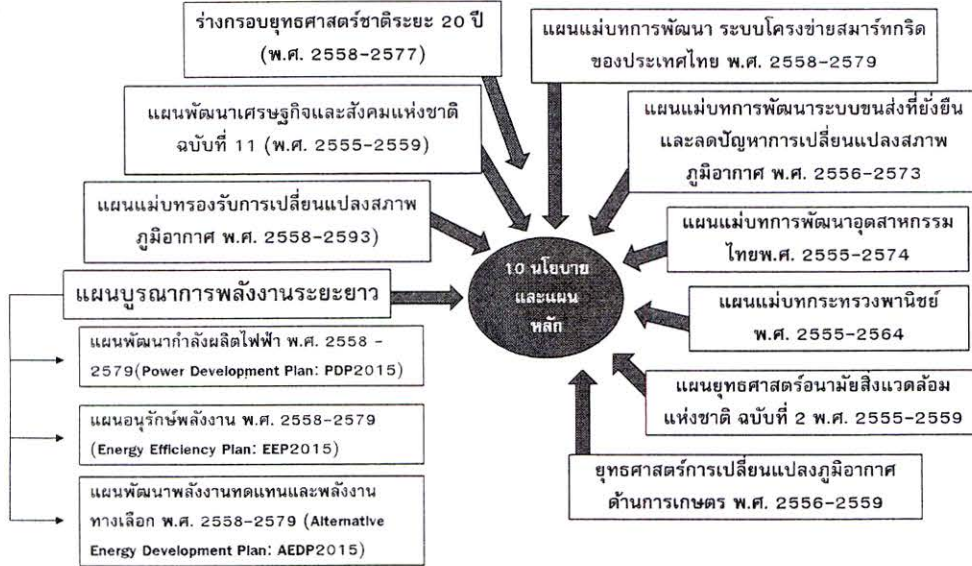 ร่างกรอบยุทธศาสตร์ชาติระยะ 20 ปี
(พ.ศ. 2558-2577)
แผนพัฒนาเศรษฐกิจและสังคมแห่งชาติ
ฉบับที่ 11 (พ.ศ. 2555-2559)
แผนแม่บทรองรับการเปลี่ยนแปลงสภาพ
ภูมิอากาศ พ.ศ. 2558-2593)
แผนบูรณาการพลังงานระยะยาว
แผนพัฒนากำลังผลิตไฟฟ้า พ.ศ. 2558 -
2579(Power Development Plan: PDP2015)
แผนอนุรักษ์พลังงาน พ.ศ. 2558-2579
(Energy Efficiency Plan: EEP2015)
แผนพัฒนาพลังงานทดแทนและพลังงาน
ทางเลือก พ.ศ. 2558-2579 (Alternative
Energy Development Plan: AEDP2015)
10 นโยบาย
และแผน
หลัก
แผนแม่บทการพัฒนา ระบบโครงข่ายสมาร์ทกริด
ของประเทศไทย พ.ศ. 2558-2579
แผนแม่บทการพัฒนาระบบขนส่งที่ยั่งยืน
และลดปัญหาการเปลี่ยนแปลงสภาพ
ภูมิอากาศ พ.ศ. 2556-2573
แผนแม่บทการพัฒนาอุตสาหกรรม
ไทยพ.ศ. 2555-2574
แผนแม่บทกระทรวงพานิชย์
พ.ศ. 2555-2564
แผนยุทธศาสตร์อนามัยสิ่งแวดล้อม
แห่งชาติ ฉบับที่ 2 พ.ศ. 2555-2559
ยุทธศาสตร์การเปลี่ยนแปลงภูมิอากาศ
ด้านการเกษตร พ.ศ. 2556-2559